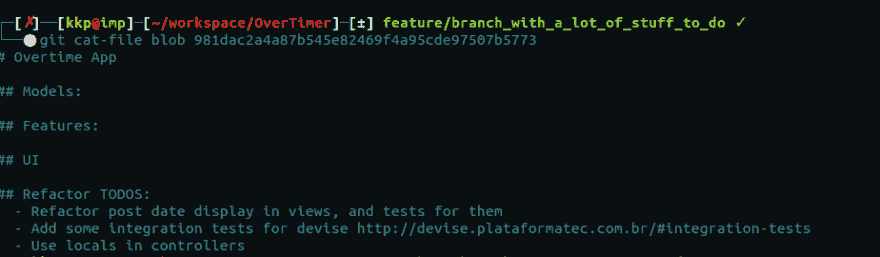 [✗]─[kkp@imp]─[~/workspace/OverTimer]─[±] feature/branch_with_a_lot_of_stuff_to_do ✓
git cat-file blob 981dac2a4a87b545e82469f4a95cde97507b5773
# Overtime App
## Models:
## Features:
## UI
## Refactor TODOS:
- Refactor post date display in views, and tests for them
- Add some integration tests for devise http://devise.plataformatec.com.br/#integration-tests
- Use locals in controllers